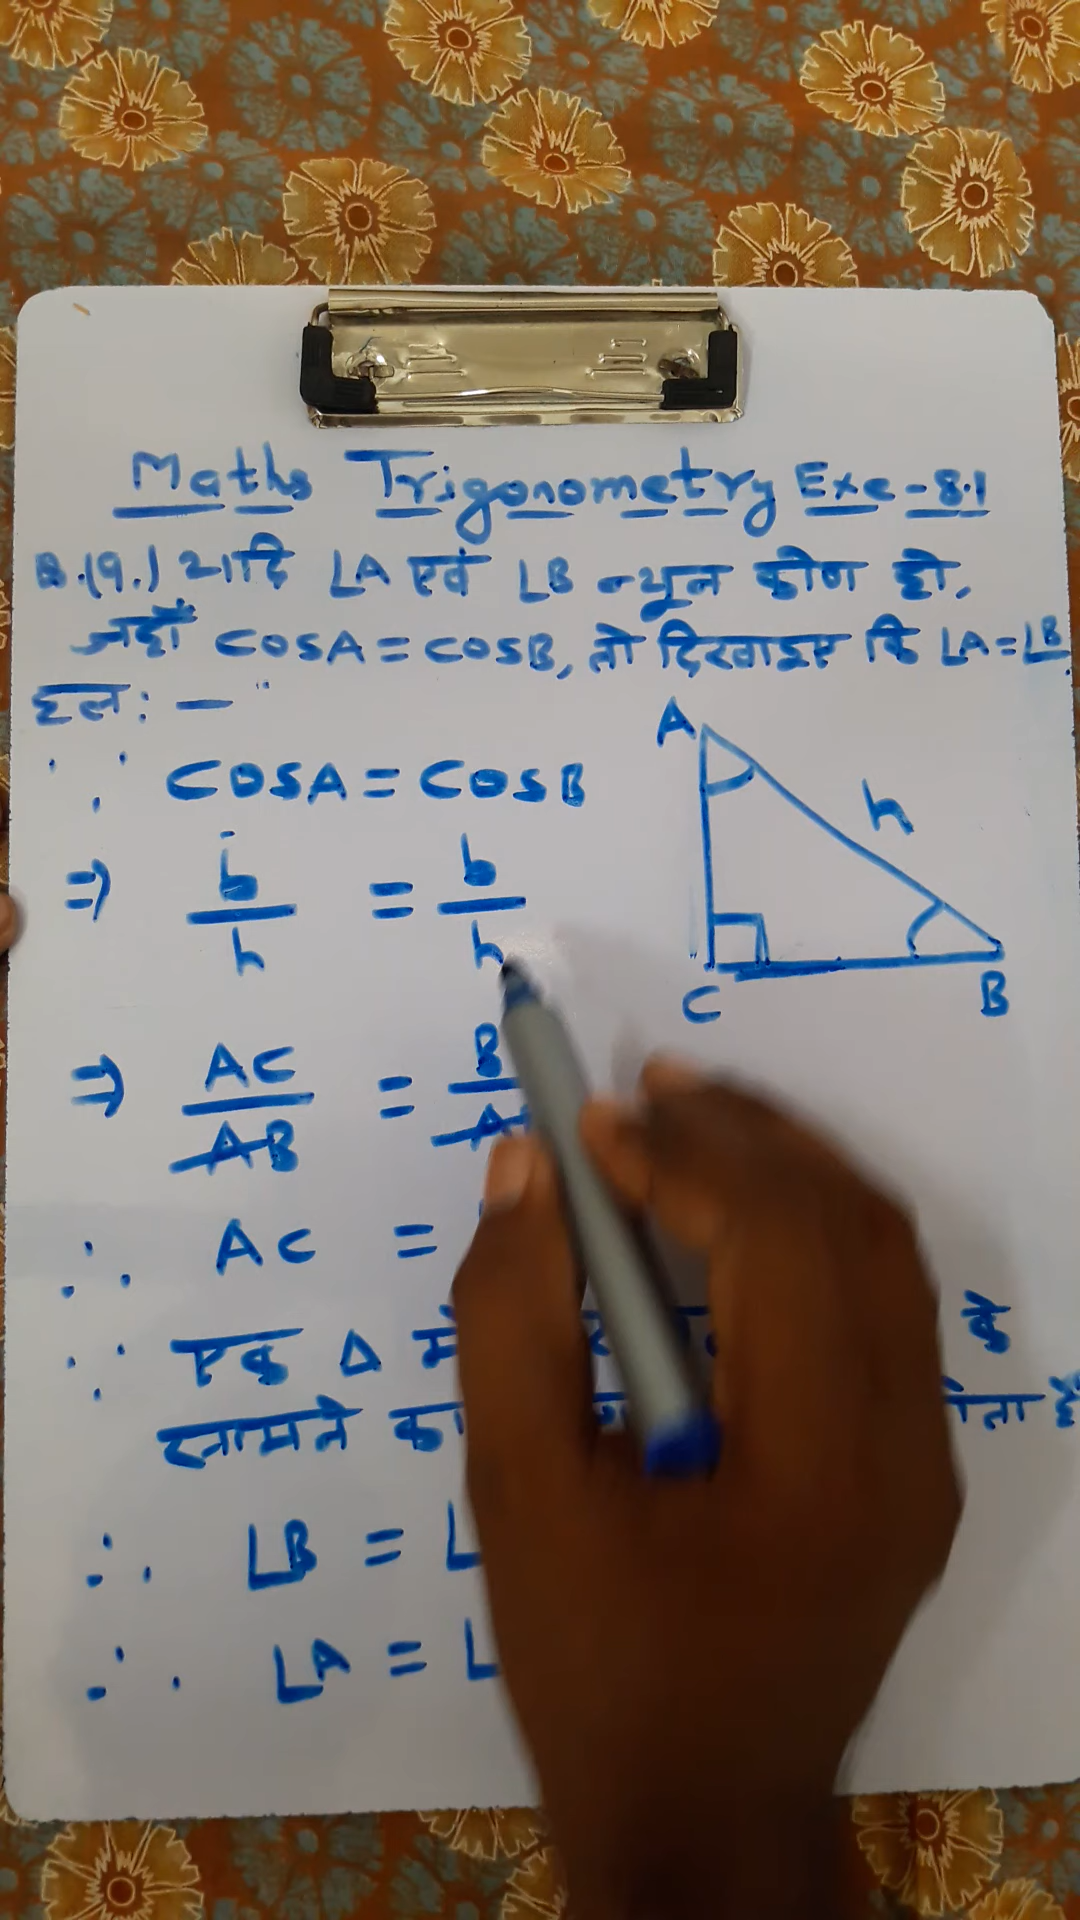 Maths Trigonometry Exe-8.1
Q.(9.) यदि ∠A एवं ∠B न्यून कोण हो,
जहाँ COSA = COSB, तो दिखाइए कि ∠A = ∠B
हल: —
∵ COSA = COSB
A
h
C B
⇒ b/h = b/h
⇒ AC/AB = B
∴ AC =
∵ एक Δ में के
सामने का
∴ ∠B = ∠
∴ ∠A = ∠